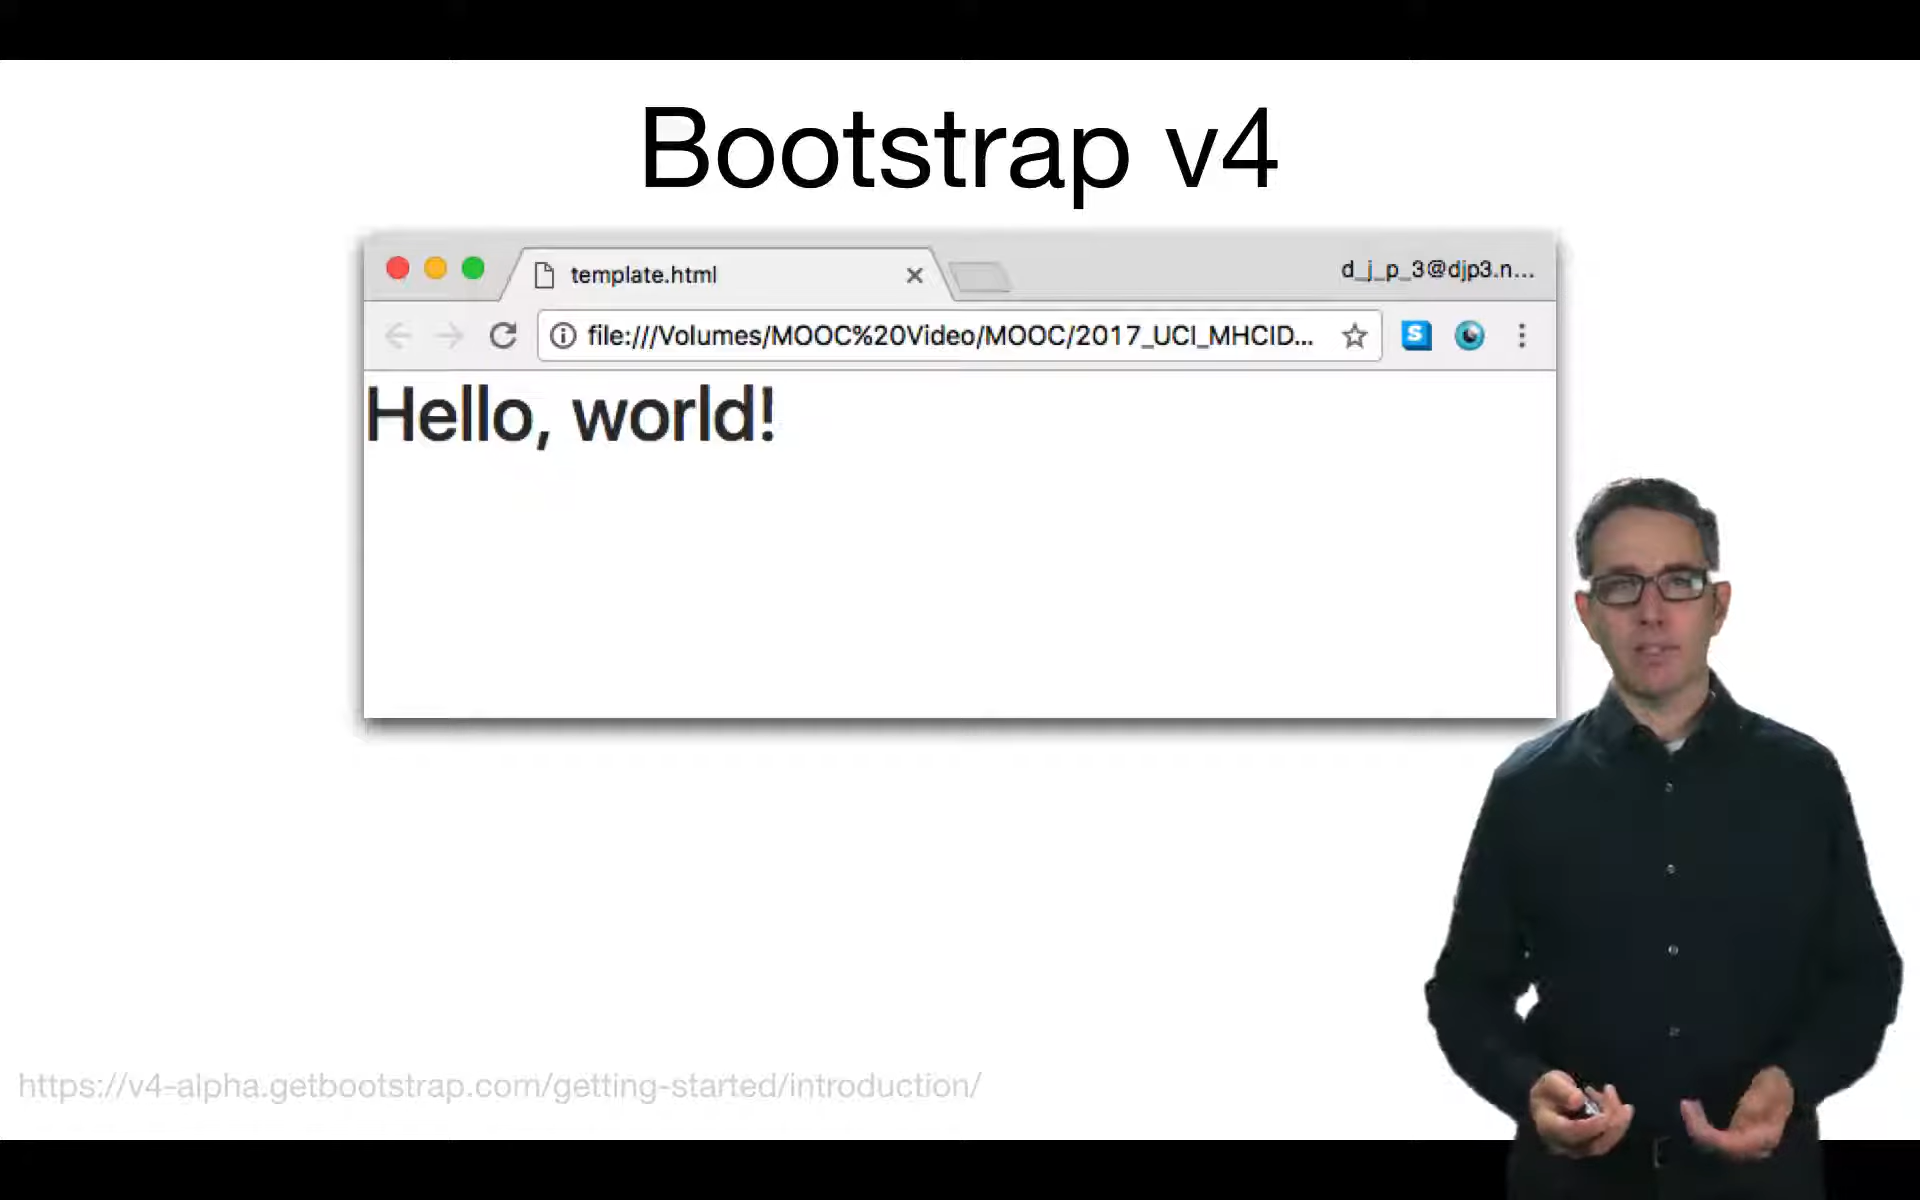 Bootstrap v4
template.html
d_j_p_3@djp3.n...
file:///Volumes/MOOC%20Video/MOOC/2017_UCI_MHCID...
S
Hello, world!
https://v4-alpha.getbootstrap.com/getting-started/introduction/